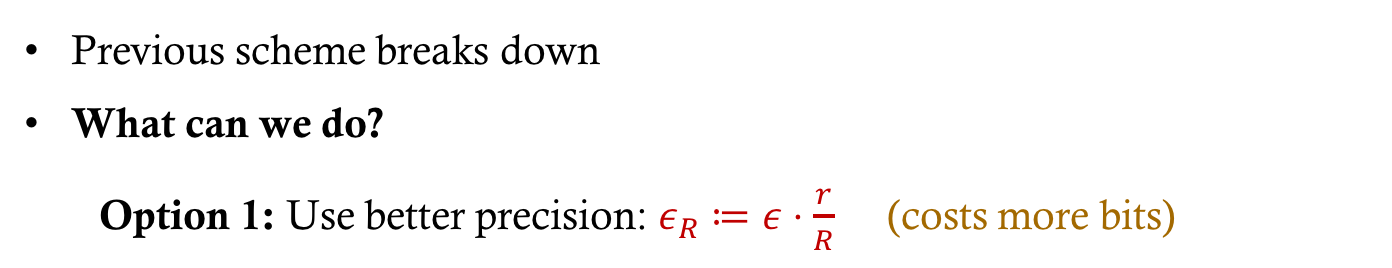 • Previous scheme breaks down
• What can we do?
Option 1: Use better precision: ϵ_R ≔ ϵ · r/R (costs more bits)